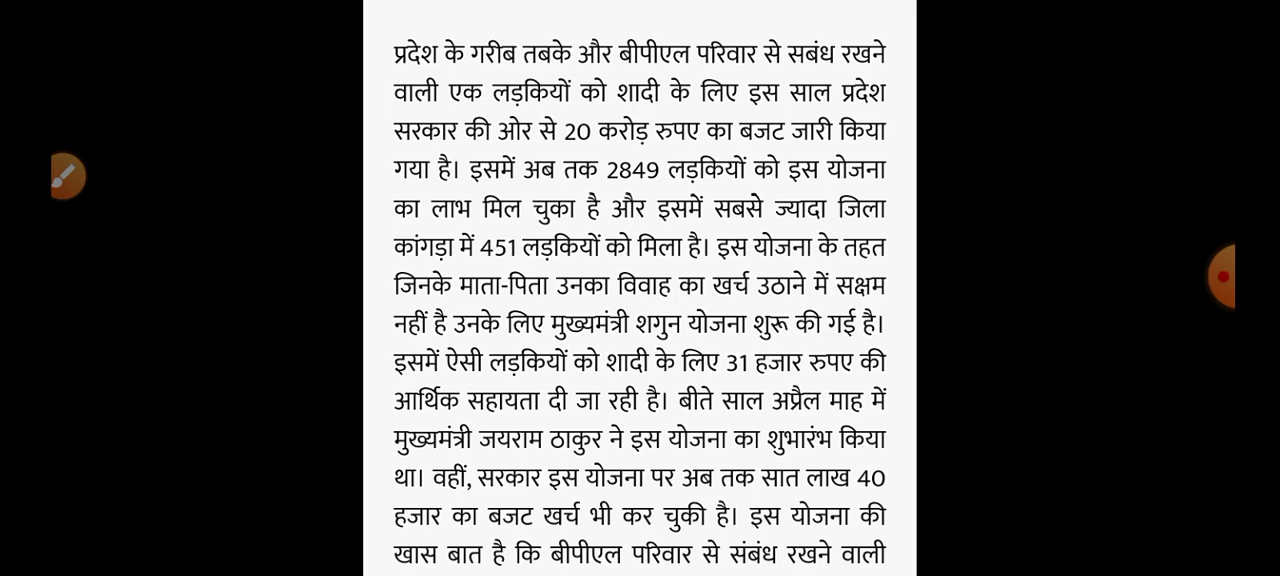 प्रदेश के गरीब तबके और बीपीएल परिवार से सबंध रखने
वाली एक लड़कियों को शादी के लिए इस साल प्रदेश
सरकार की ओर से 20 करोड़ रुपए का बजट जारी किया
गया है। इसमें अब तक 2849 लड़कियों को इस योजना
का लाभ मिल चुका है और इसमें सबसे ज्यादा जिला
कांगड़ा में 451 लड़कियों को मिला है। इस योजना के तहत
जिनके माता-पिता उनका विवाह का खर्च उठाने में सक्षम
नहीं है उनके लिए मुख्यमंत्री शगुन योजना शुरू की गई है।
इसमें ऐसी लड़कियों को शादी के लिए 31 हजार रुपए की
आर्थिक सहायता दी जा रही है। बीते साल अप्रैल माह में
मुख्यमंत्री जयराम ठाकुर ने इस योजना का शुभारंभ किया
था। वहीं, सरकार इस योजना पर अब तक सात लाख 40
हजार का बजट खर्च भी कर चुकी है। इस योजना की
खास बात है कि बीपीएल परिवार से संबंध रखने वाली